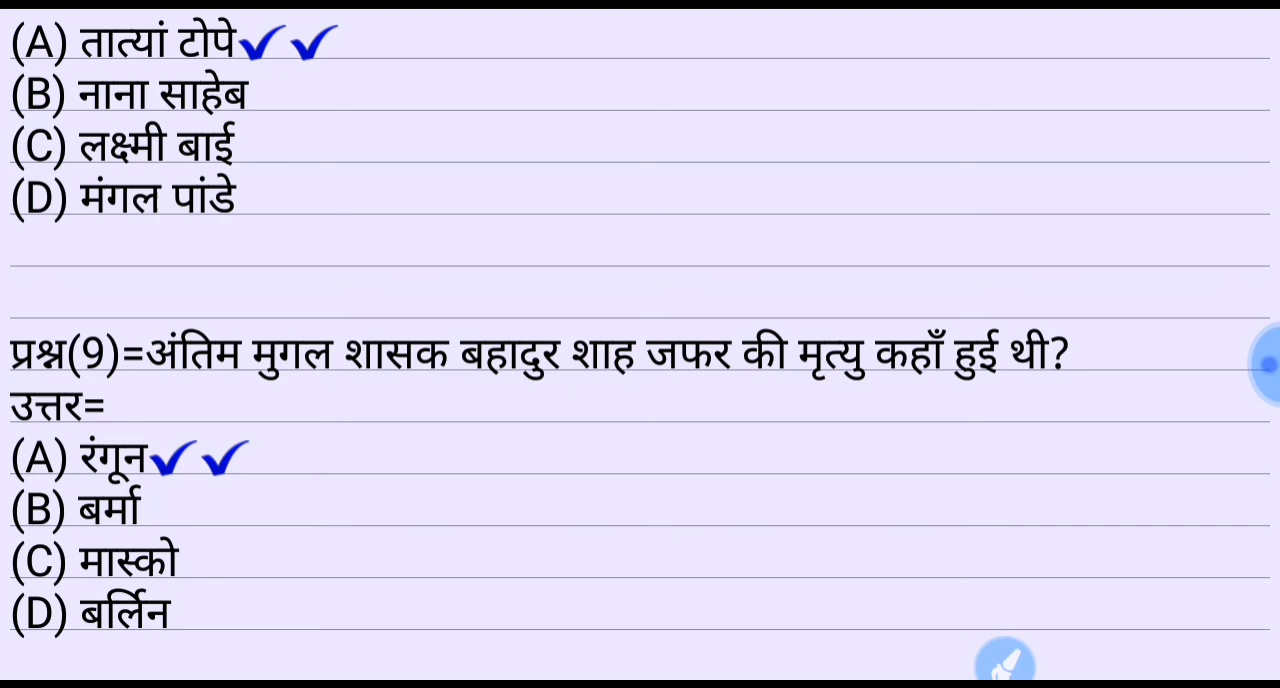 (A) तात्यां टोपे✔✔
(B) नाना साहेब
(C) लक्ष्मी बाई
(D) मंगल पांडे
प्रश्न(9)=अंतिम मुगल शासक बहादुर शाह जफर की मृत्यु कहाँ हुई थी?
उत्तर=
(A) रंगून✔✔
(B) बर्मा
(C) मास्को
(D) बर्लिन